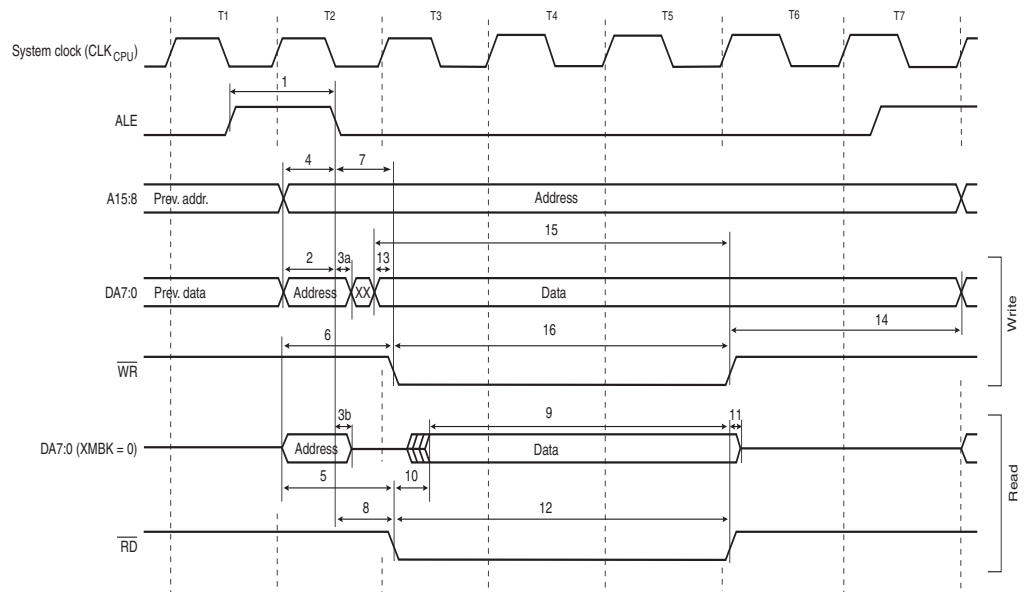 T1 T2 T3 T4 T5 T6 T7
System clock (CLK CPU)
1
ALE
4 7
A15:8 Prev. addr. Address
15
2 3a 13
DA7:0 Prev. data Address XX Data
14
6 16
WR
Write
3b 9 11
DA7:0 (XMBK = 0) Address Data
5 10
8 12
RD
Read